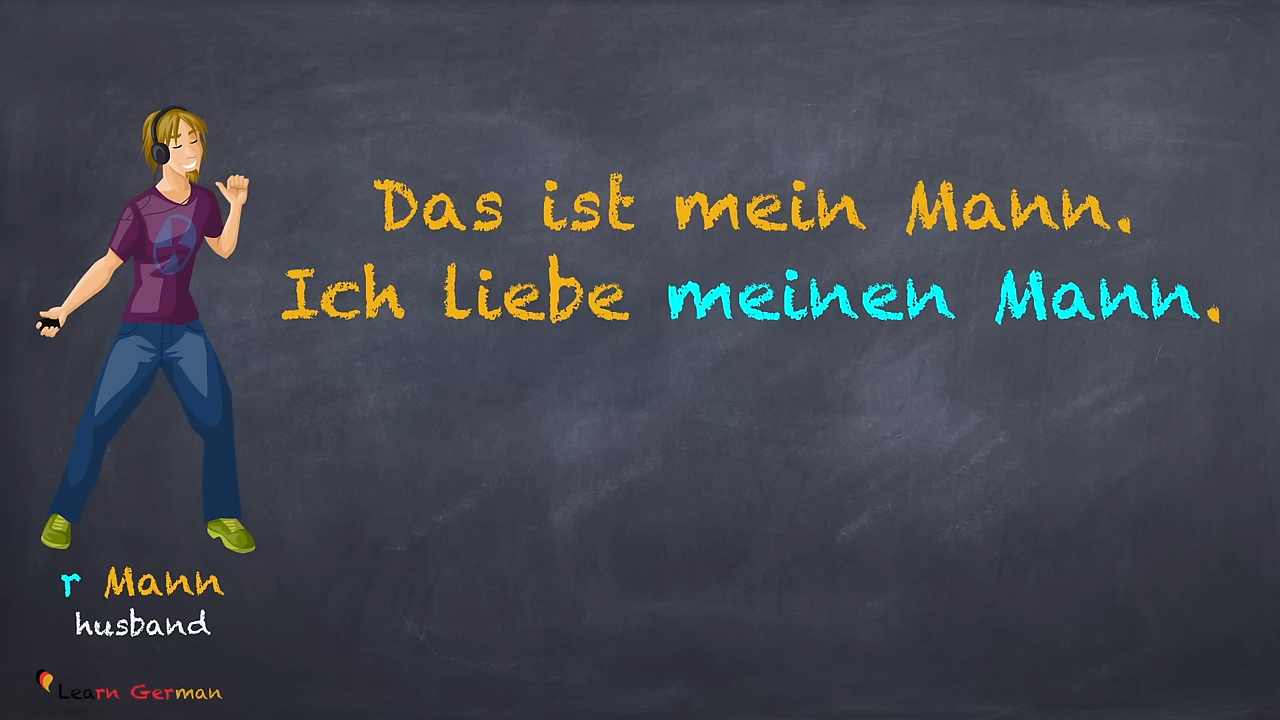 Das ist mein Mann.
Ich liebe meinen Mann.
r Mann
husband
Learn German